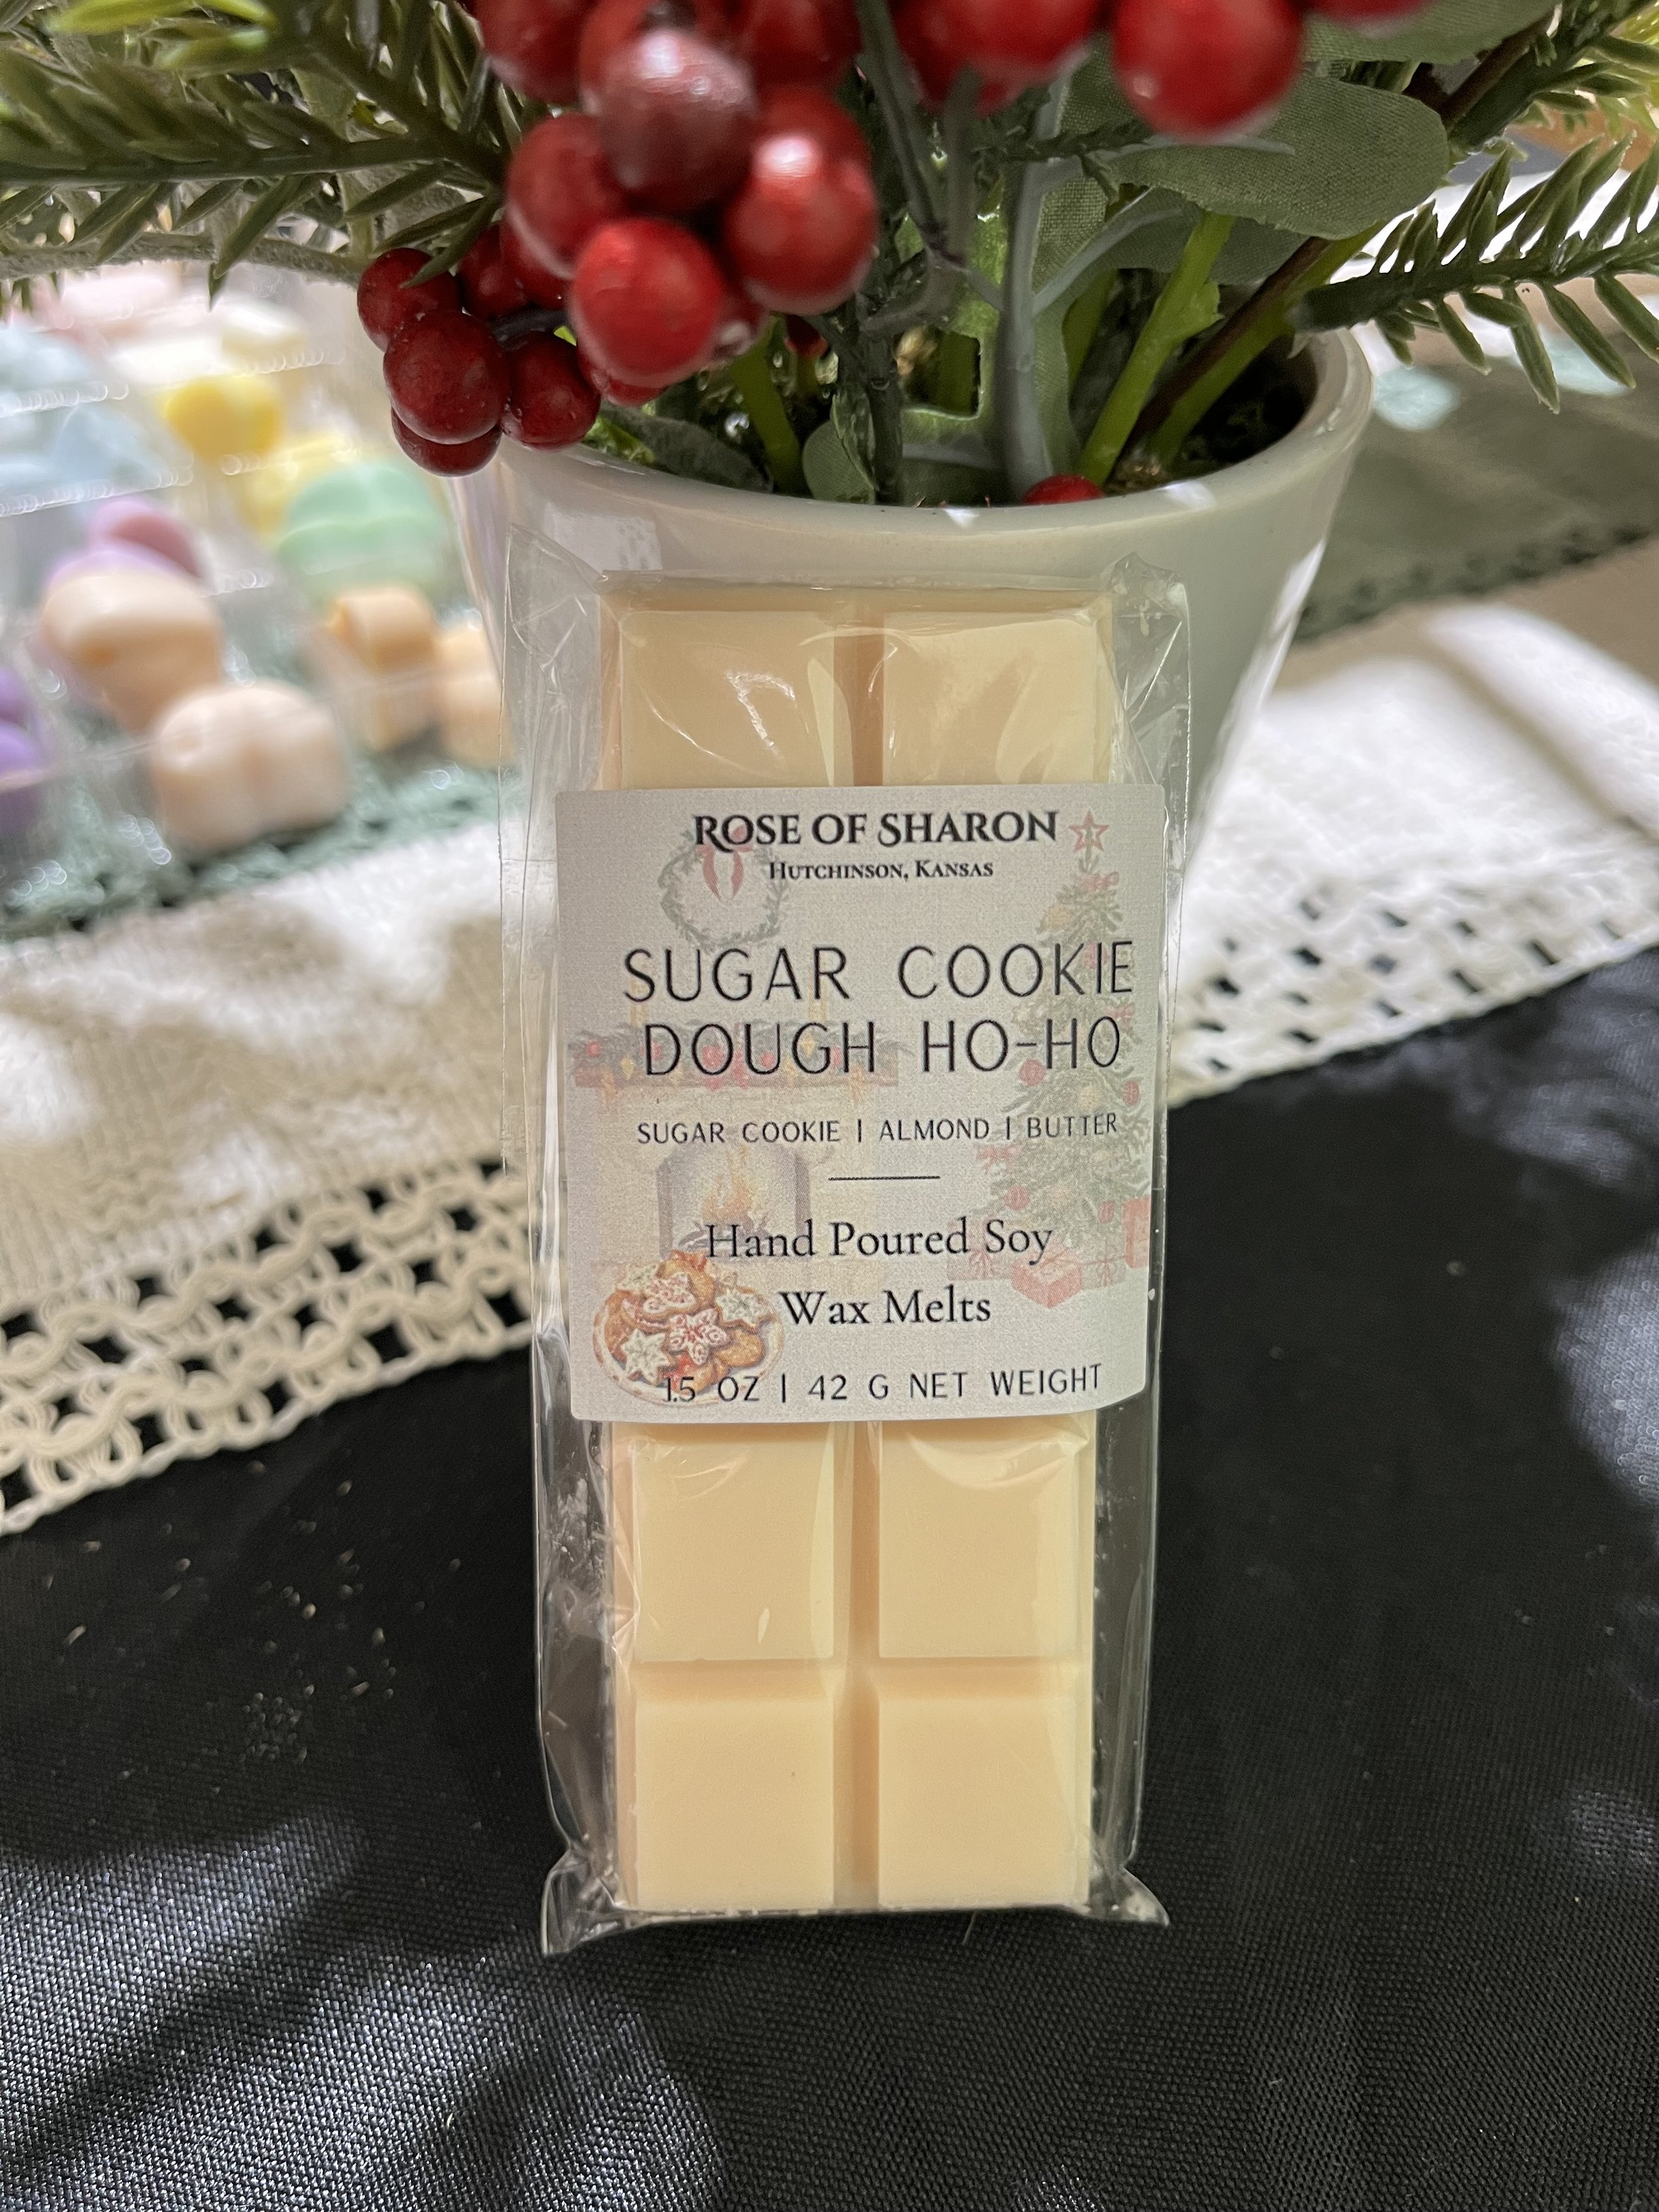 ROSE OF SHARON
HUTCHINSON, KANSAS
SUGAR COOKIE
DOUGH HO-HO
SUGAR COOKIE | ALMOND | BUTTER
Hand Poured Soy
Wax Melts
1.5 OZ | 42 G NET WEIGHT